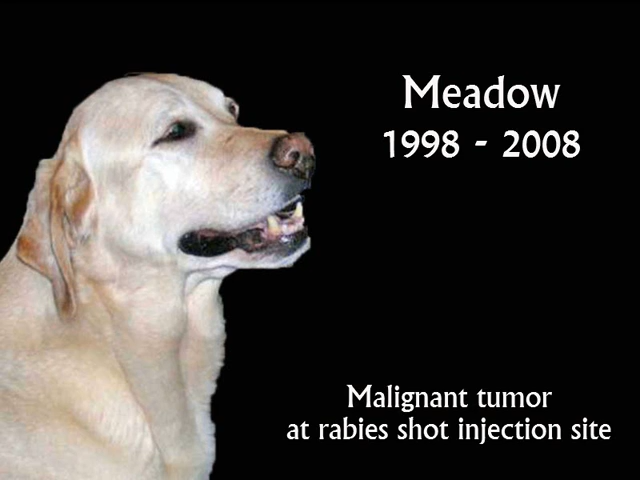 Meadow
1998 - 2008
Malignant tumor
at rabies shot injection site